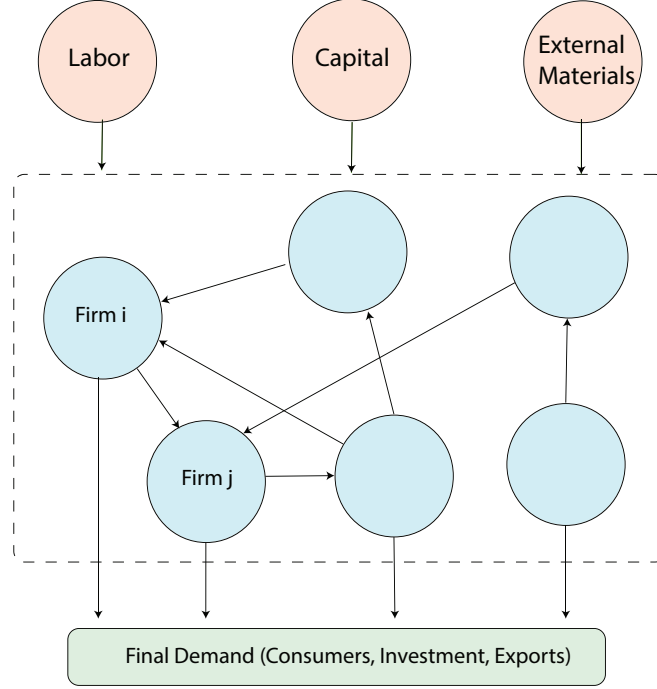 Labor
Capital
External
Materials
Firm i
Firm j
Final Demand (Consumers, Investment, Exports)